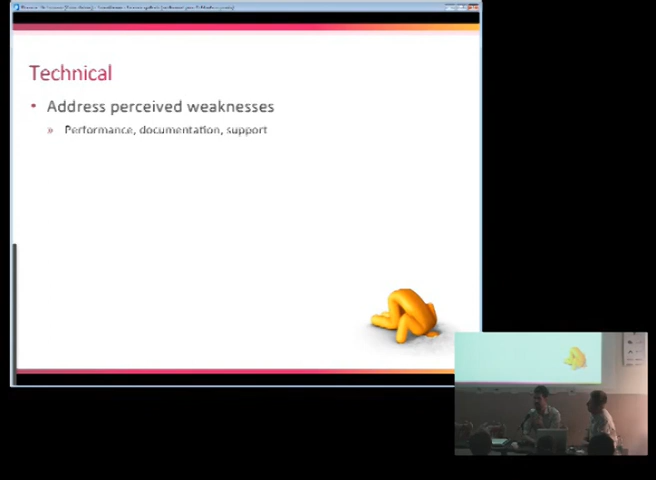 Technical
• Address perceived weaknesses
» Performance, documentation, support